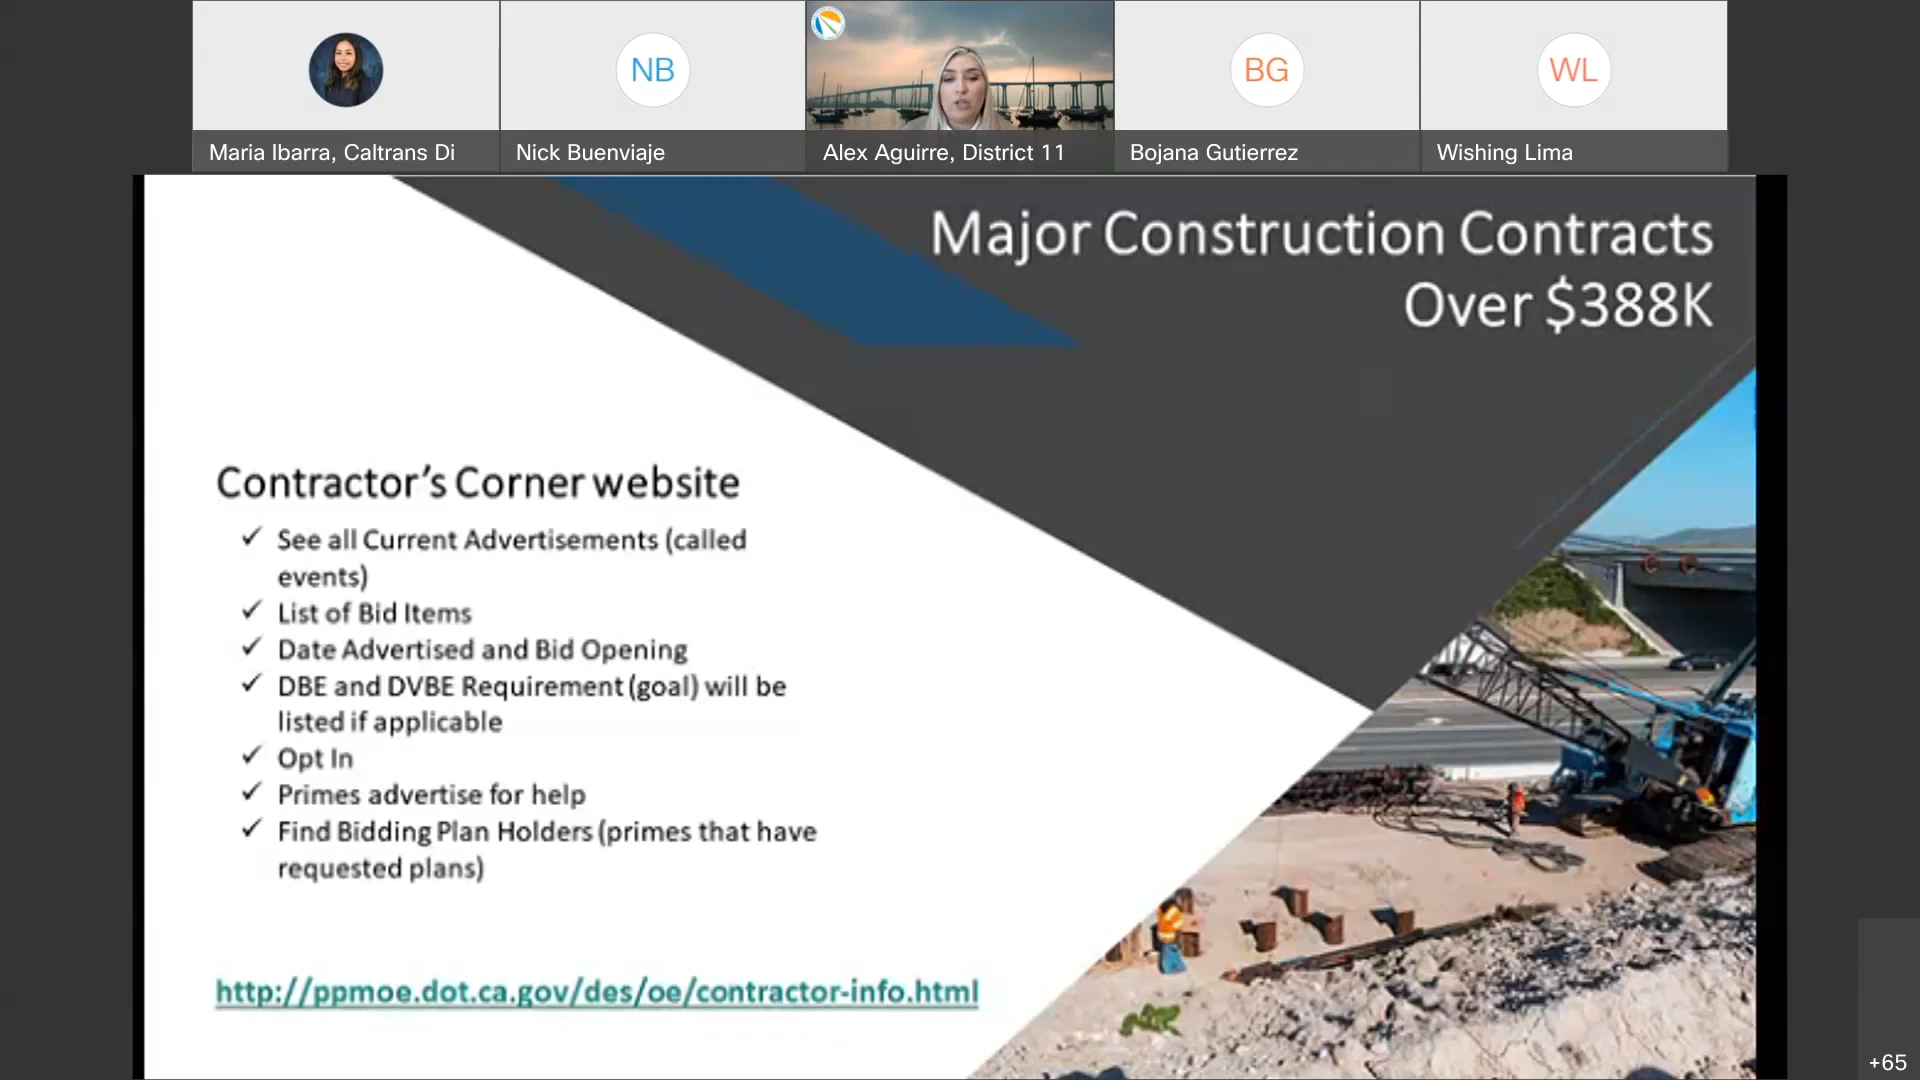 NB
BG
WL
Maria Ibarra, Caltrans Di
Nick Buenviaje
Alex Aguirre, District 11
Bojana Gutierrez
Wishing Lima
Major Construction Contracts
Over $388K
Contractor's Corner website
✓ See all Current Advertisements (called
events)
✓ List of Bid Items
✓ Date Advertised and Bid Opening
✓ DBE and DVBE Requirement (goal) will be
listed if applicable
✓ Opt In
✓ Primes advertise for help
✓ Find Bidding Plan Holders (primes that have
requested plans)
http://ppmoe.dot.ca.gov/des/oe/contractor-info.html
+65